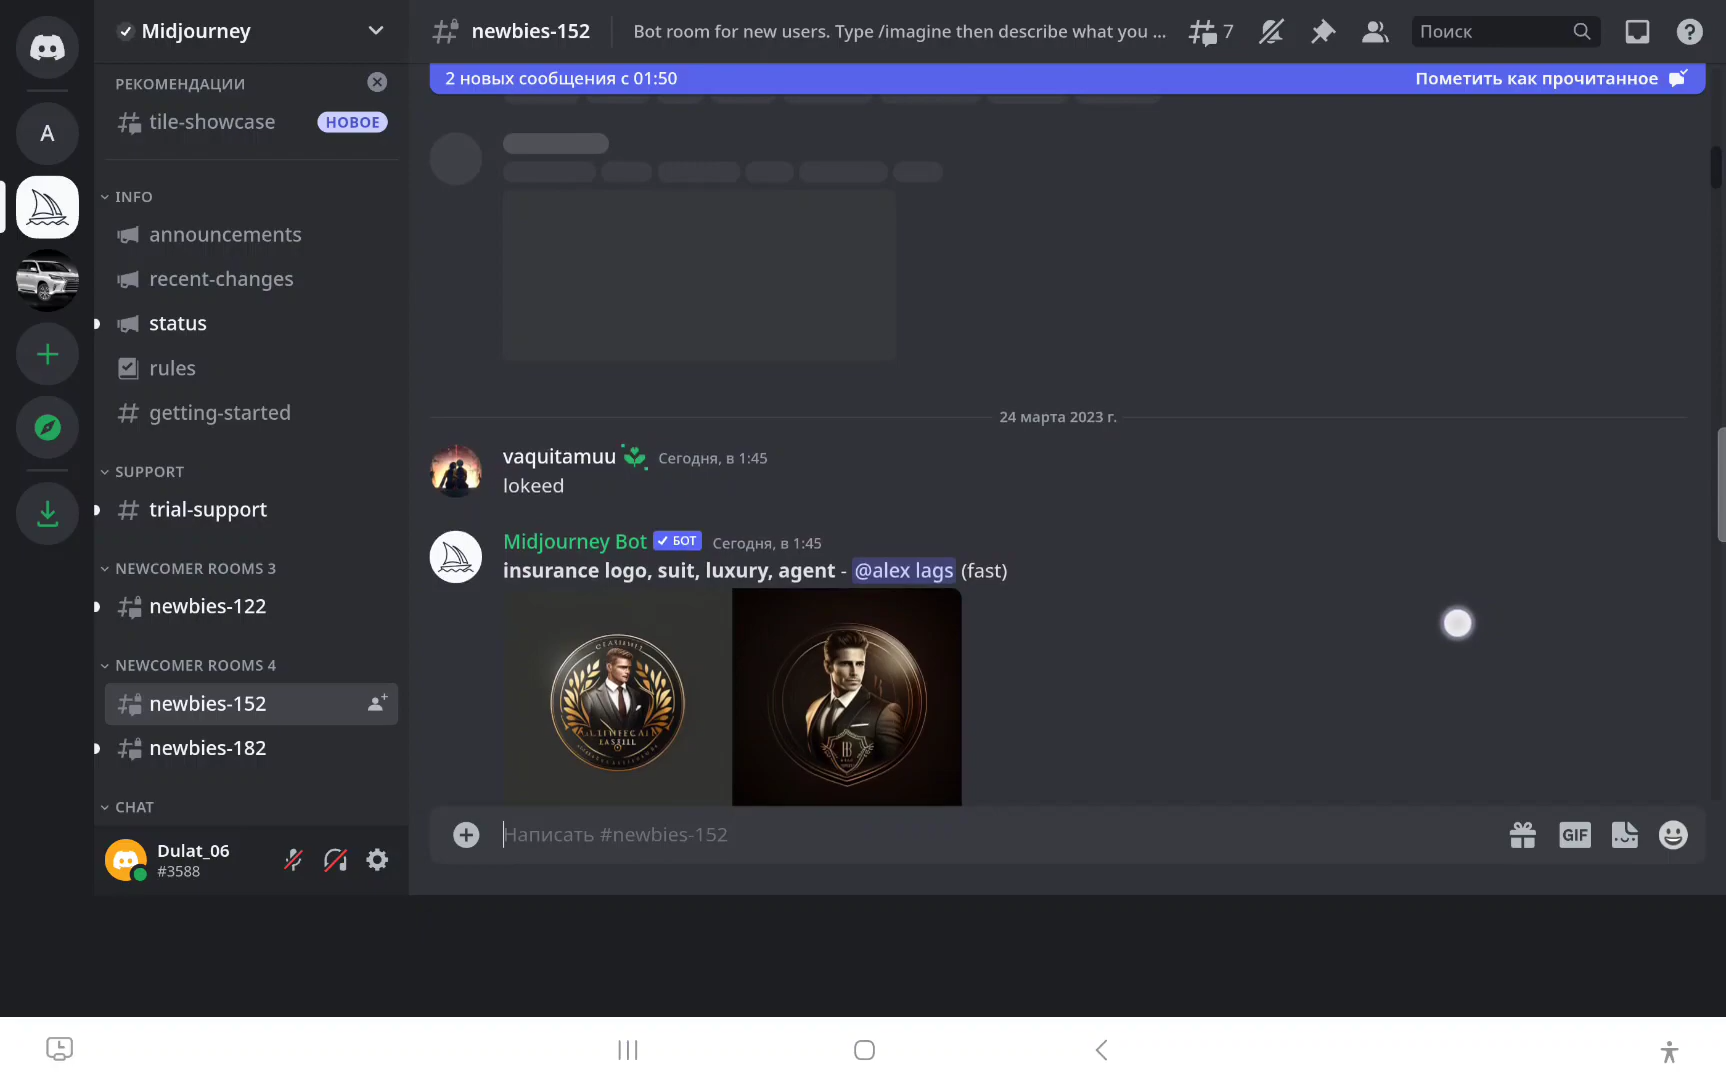 Midjourney
РЕКОМЕНДАЦИИ
tile-showcase НОВОЕ
INFO
announcements
recent-changes
status
rules
getting-started
SUPPORT
trial-support
NEWCOMER ROOMS 3
newbies-122
NEWCOMER ROOMS 4
newbies-152
newbies-182
CHAT
Dulat_06
#3588
A
newbies-152 Bot room for new users. Type /imagine then describe what you ... 7 Поиск
2 новых сообщения с 01:50 Пометить как прочитанное
24 марта 2023 г.
vaquitamuu Сегодня, в 1:45
lokeed
Midjourney Bot БОТ Сегодня, в 1:45
insurance logo, suit, luxury, agent - @alex lags (fast)
Написать #newbies-152 GIF